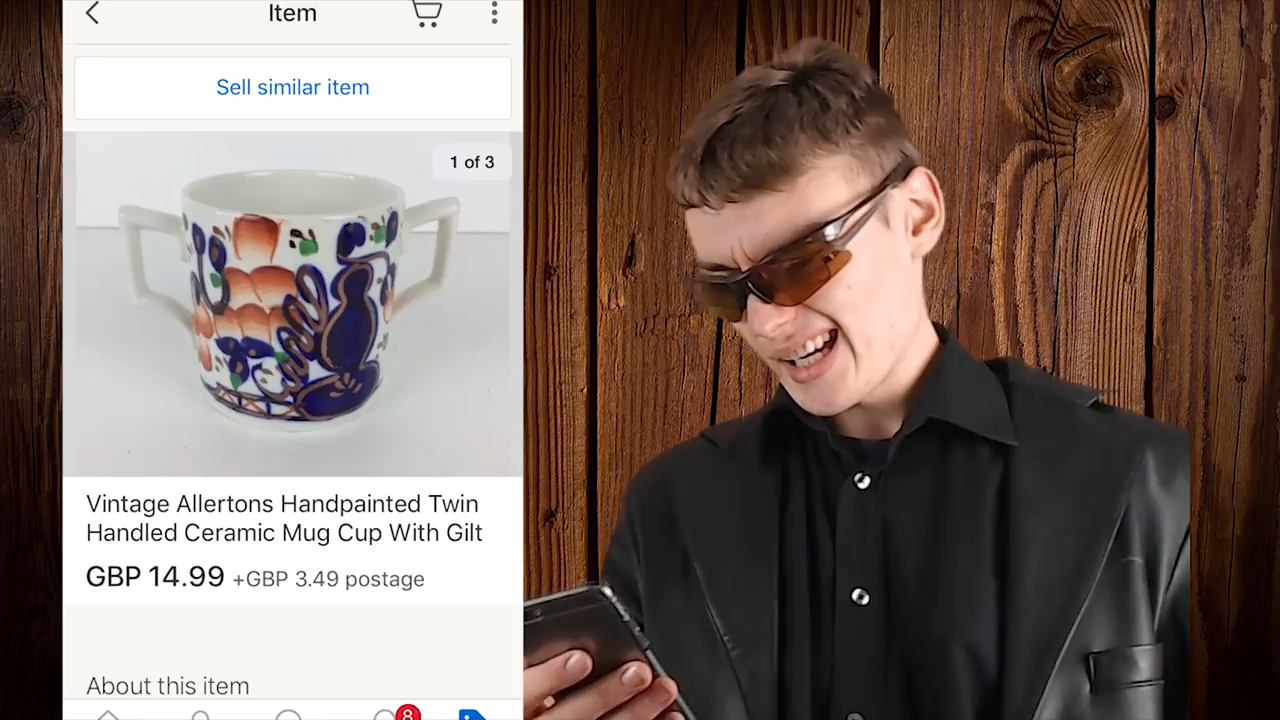 Item
Sell similar item
1 of 3
Vintage Allertons Handpainted Twin
Handled Ceramic Mug Cup With Gilt
GBP 14.99 +GBP 3.49 postage
About this item
8